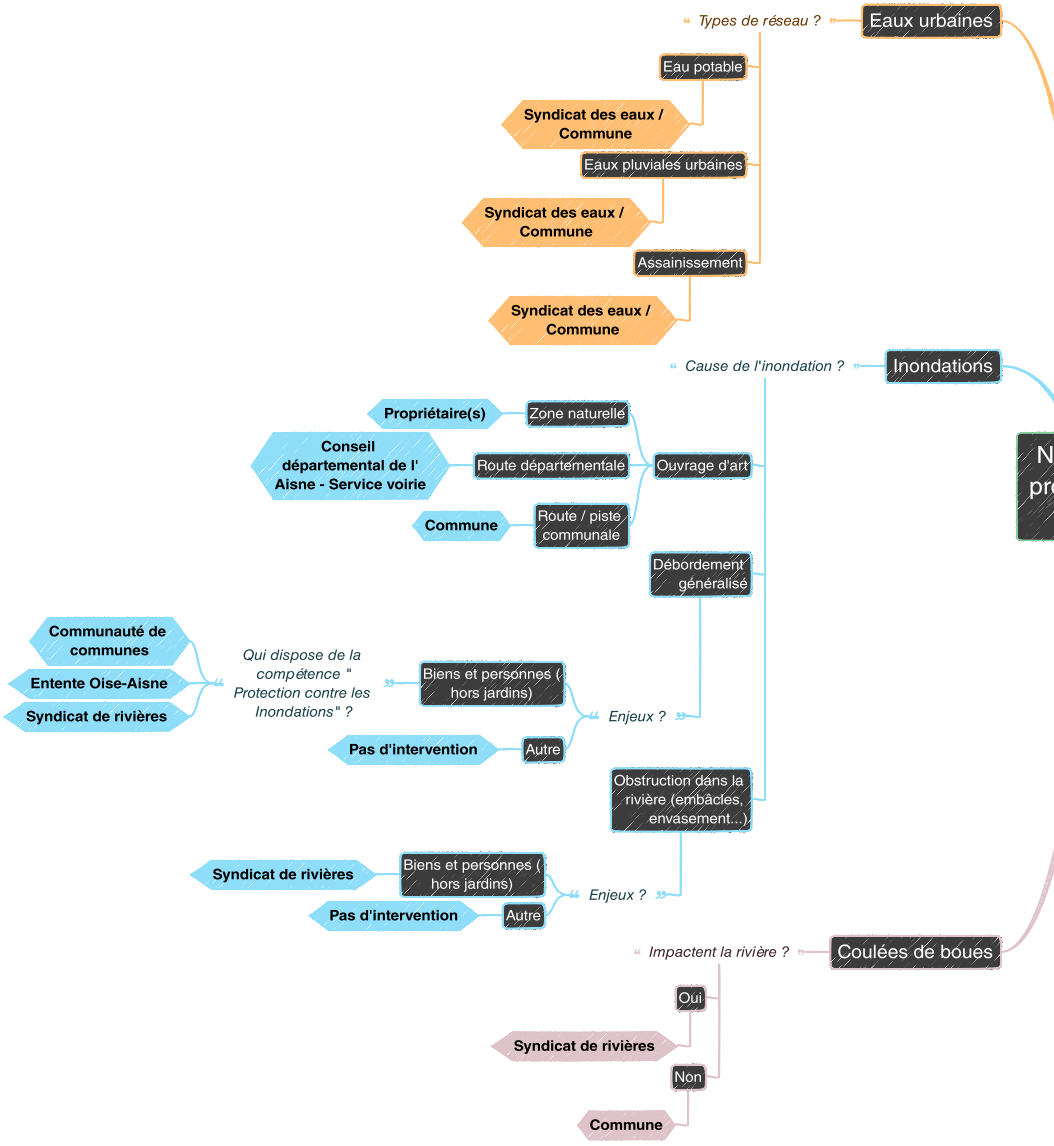 Types de réseau ?
Eaux urbaines
Eau potable
Syndicat des eaux /
Commune
Eaux pluviales urbaines
Syndicat des eaux /
Commune
Assainissement
Syndicat des eaux /
Commune
Cause de l'inondation ?
Inondations
Propriétaire(s)
Zone naturelle
Conseil
départemental de l'
Aisne - Service voirie
Route départementale
Ouvrage d'art
Commune
Route / piste
communale
Débordement
généralisé
Communauté de
communes
Entente Oise-Aisne
Syndicat de rivières
Qui dispose de la
compétence "
Protection contre les
Inondations" ?
Biens et personnes (
hors jardins)
Enjeux ?
Pas d'intervention
Autre
Obstruction dans la
rivière (embâcles,
envasement...)
Syndicat de rivières
Biens et personnes (
hors jardins)
Enjeux ?
Pas d'intervention
Autre
Impactent la rivière ?
Coulées de boues
Oui
Syndicat de rivières
Non
Commune